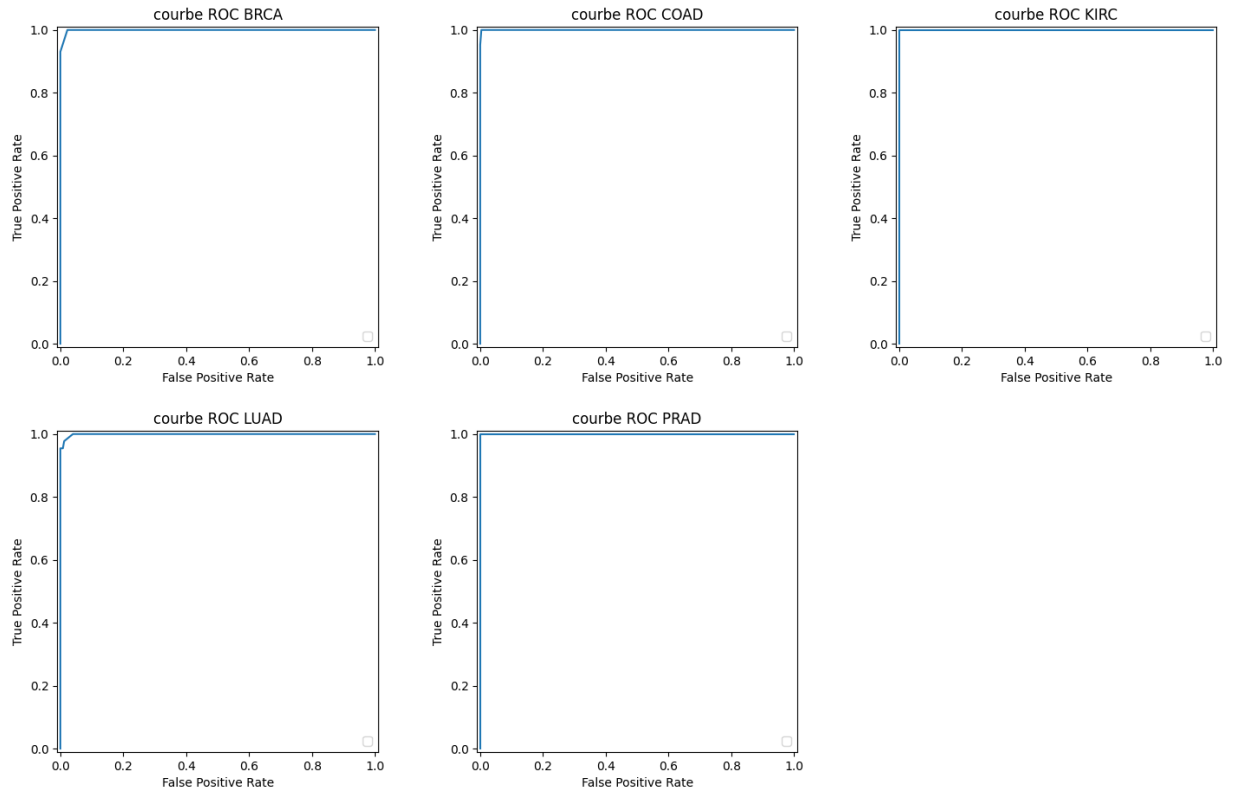 courbe ROC BRCA
1.0
0.8
0.6
0.4
0.2
0.0
True Positive Rate
0.0 0.2 0.4 0.6 0.8 1.0
False Positive Rate
courbe ROC COAD
1.0
0.8
0.6
0.4
0.2
0.0
True Positive Rate
0.0 0.2 0.4 0.6 0.8 1.0
False Positive Rate
courbe ROC KIRC
1.0
0.8
0.6
0.4
0.2
0.0
True Positive Rate
0.0 0.2 0.4 0.6 0.8 1.0
False Positive Rate
courbe ROC LUAD
1.0
0.8
0.6
0.4
0.2
0.0
True Positive Rate
0.0 0.2 0.4 0.6 0.8 1.0
False Positive Rate
courbe ROC PRAD
1.0
0.8
0.6
0.4
0.2
0.0
True Positive Rate
0.0 0.2 0.4 0.6 0.8 1.0
False Positive Rate